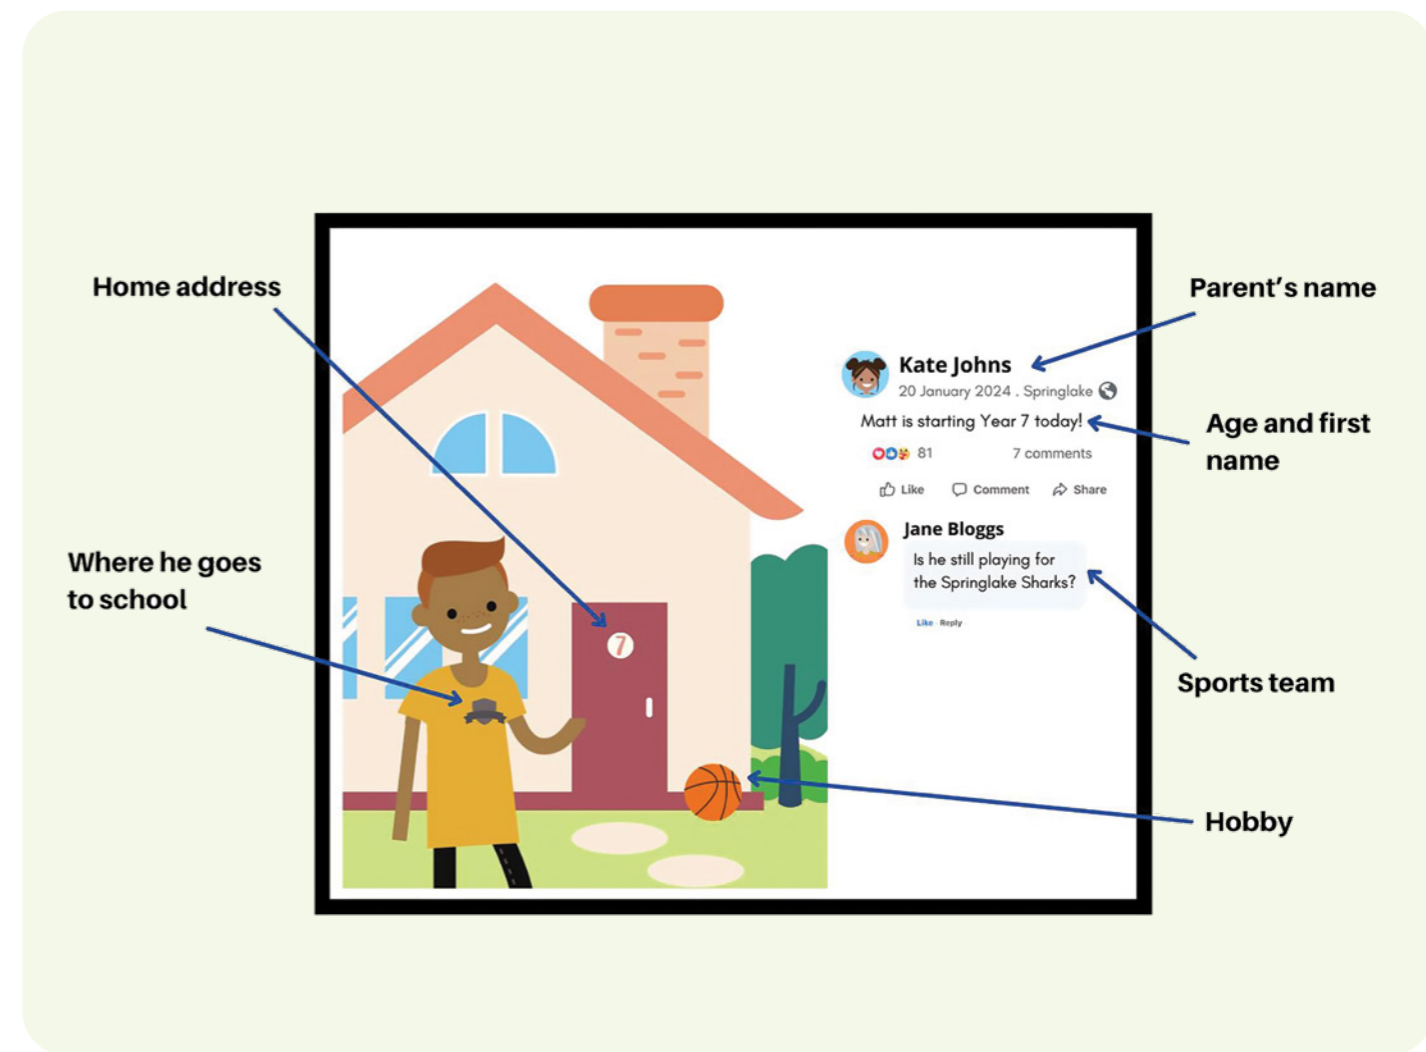 Home address
Where he goes
to school
7
Kate Johns
20 January 2024 . Springlake
Matt is starting Year 7 today!
81 7 comments
Like Comment Share
Jane Bloggs
Is he still playing for
the Springlake Sharks?
Like · Reply
Parent's name
Age and first
name
Sports team
Hobby